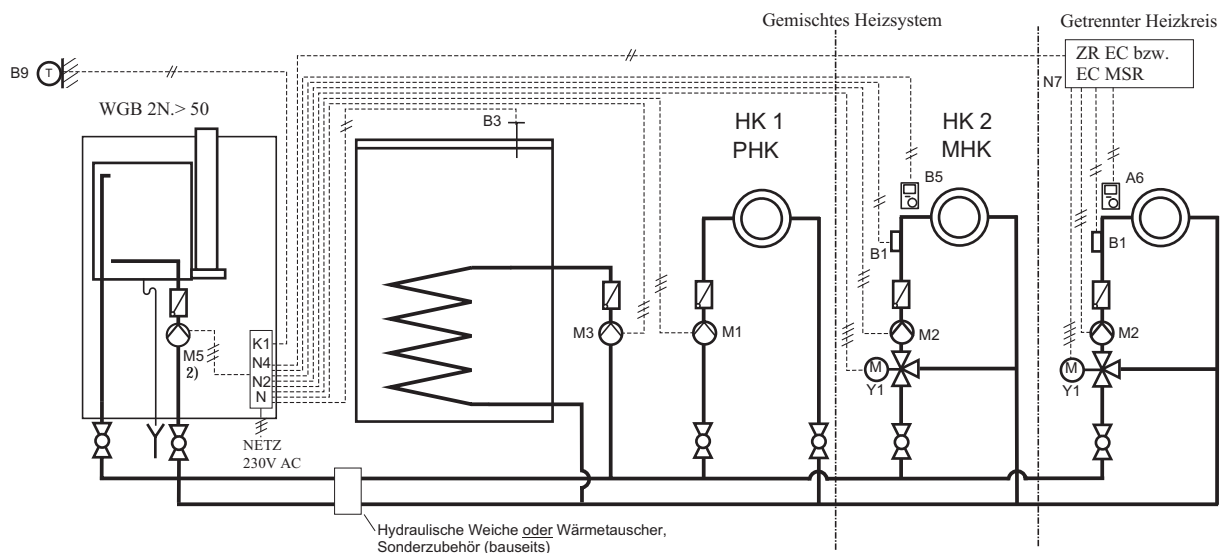 Gemischtes Heizsystem
Getrennter Heizkreis
ZR EC bzw.
EC MSR
N7
B9
T
WGB 2N.> 50
B3
HK 1
PHK
HK 2
MHK
B5
A6
B1
B1
M5
2)
K1
N4
N2
N
M3
M1
M2
M2
M
Y1
M
Y1
NETZ
230V AC
Hydraulische Weiche oder Wärmetauscher,
Sonderzubehör (bauseits)